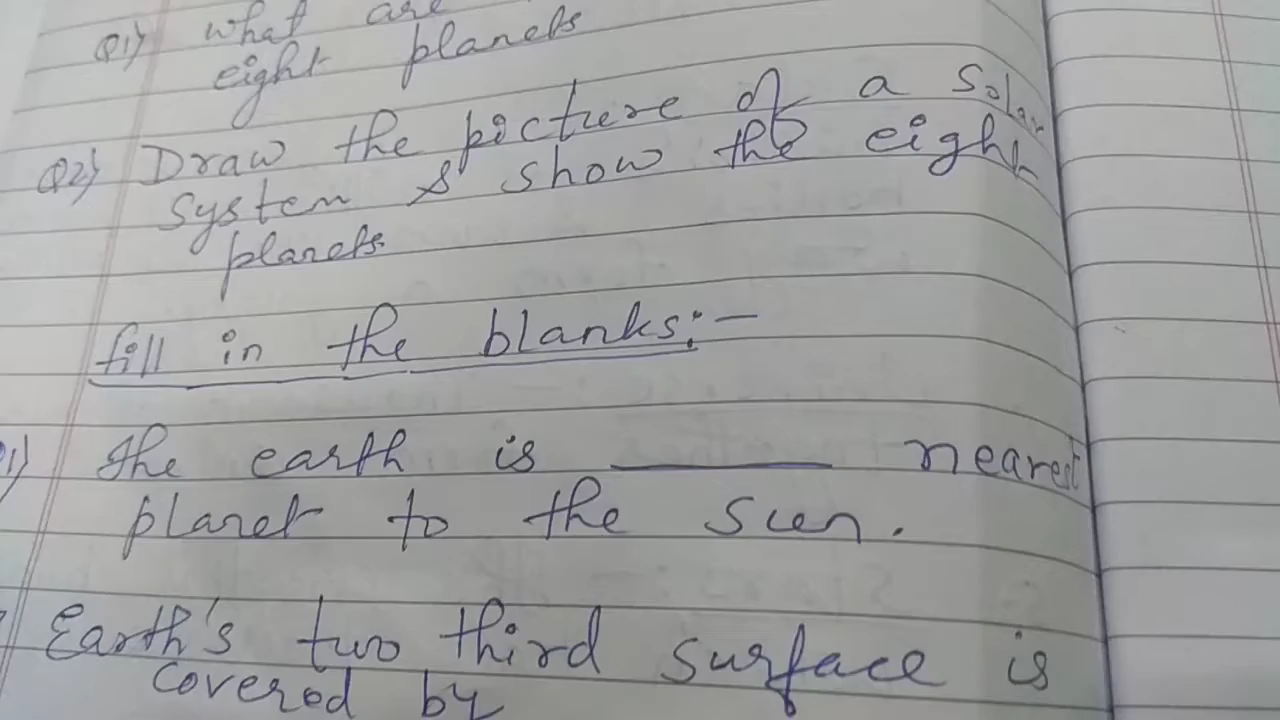 Q1) what are
eight planets
Q2) Draw the picture of a Solar
System & show the eight
planets.
fill in the blanks:-
1) the earth is ________ nearest
planet to the sun.
Earth's two third surface is
covered by